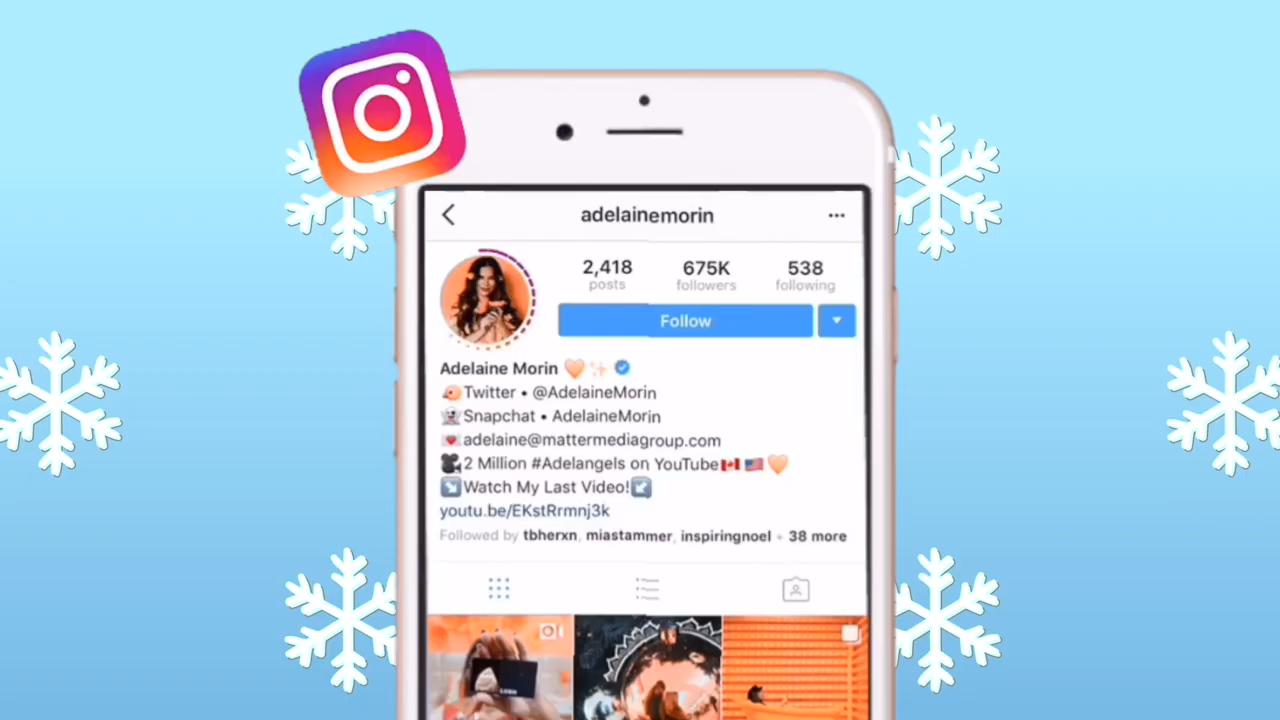 adelainemorin
2,418 675K 538
posts followers following
Follow
Adelaine Morin
Twitter • @AdelaineMorin
Snapchat • AdelaineMorin
adelaine@mattermediagroup.com
2 Million #Adelangels on YouTube
Watch My Last Video!
youtu.be/EKstRrmnj3k
Followed by tbherxn, miastammer, inspiringnoel + 38 more